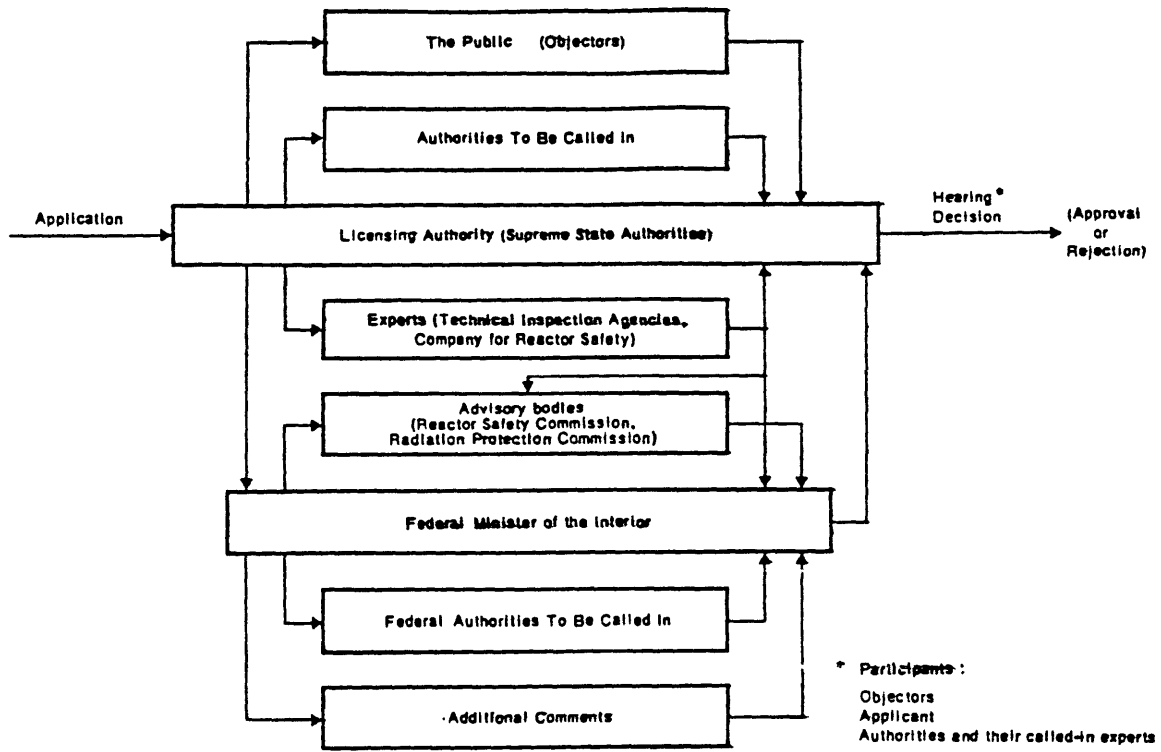 The Public (Objectors)
Authorities To Be Called In
Application
Licensing Authority (Supreme State Authorities)
Hearing*
Decision
(Approval
or
Rejection)
Experts (Technical Inspection Agencies,
Company for Reactor Safety)
Advisory bodies
(Reactor Safety Commission,
Radiation Protection Commission)
Federal Minister of the Interior
Federal Authorities To Be Called In
Additional Comments
* Participants :
Objectors
Applicant
Authorities and their called-in experts